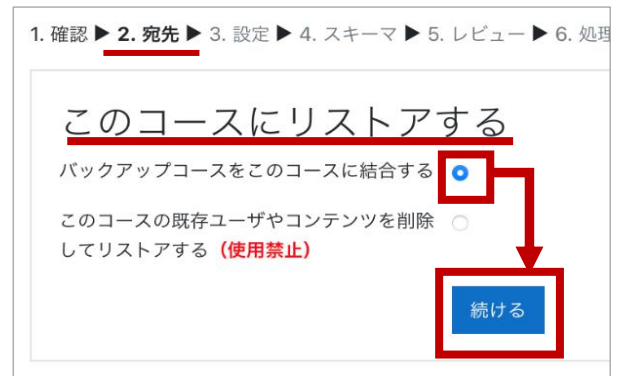 1. 確認 ▶ 2. 宛先 ▶ 3. 設定 ▶ 4. スキーマ ▶ 5. レビュー ▶ 6. 処理
このコースにリストアする
バックアップコースをこのコースに結合する
このコースの既存ユーザやコンテンツを削除
してリストアする（使用禁止）
続ける